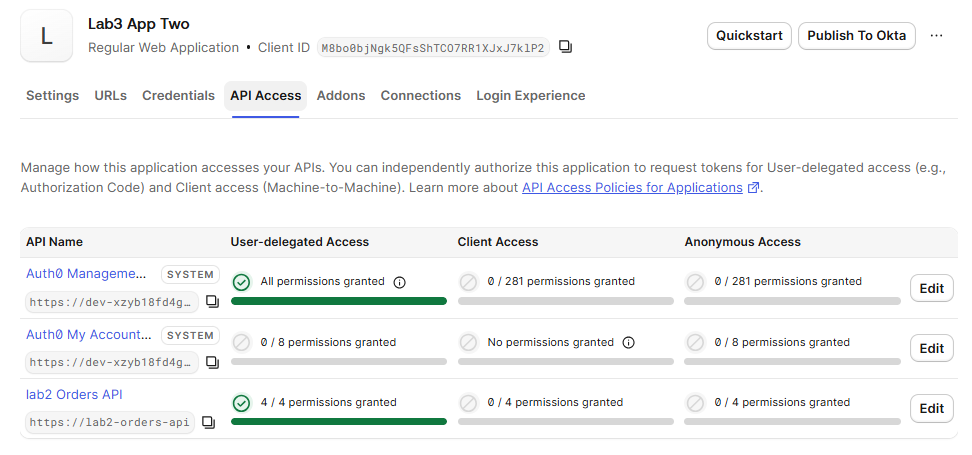 L
Lab3 App Two
Regular Web Application • Client ID M8bo0bjNgk5QFsShTCO7RR1XJxJ7klP2
Quickstart
Publish To Okta
Settings URLs Credentials API Access Addons Connections Login Experience
Manage how this application accesses your APIs. You can independently authorize this application to request tokens for User-delegated access (e.g.,
Authorization Code) and Client access (Machine-to-Machine). Learn more about API Access Policies for Applications.
API Name User-delegated Access Client Access Anonymous Access
Auth0 Manageme... SYSTEM All permissions granted 0 / 281 permissions granted 0 / 281 permissions granted Edit
https://dev-xzyb18fd4g...
Auth0 My Account... SYSTEM 0 / 8 permissions granted No permissions granted 0 / 8 permissions granted Edit
https://dev-xzyb18fd4g...
lab2 Orders API 4 / 4 permissions granted 0 / 4 permissions granted 0 / 4 permissions granted Edit
https://lab2-orders-api